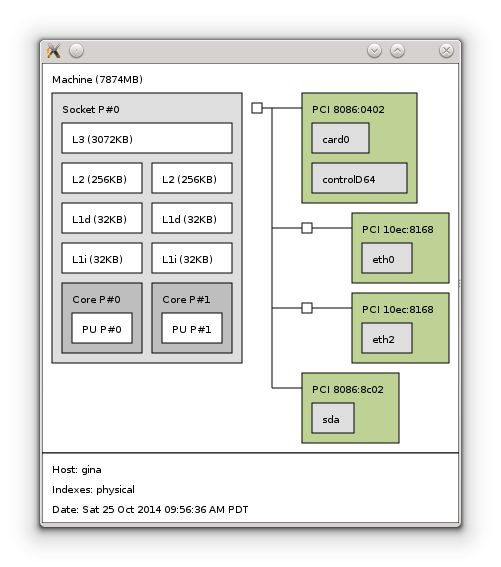 Machine (7874MB)
Socket P#0
L3 (3072KB)
L2 (256KB) L2 (256KB)
L1d (32KB) L1d (32KB)
L1i (32KB) L1i (32KB)
Core P#0 Core P#1
PU P#0 PU P#1
PCI 8086:0402
card0
controlD64
PCI 10ec:8168
eth0
PCI 10ec:8168
eth2
PCI 8086:8c02
sda
Host: gina
Indexes: physical
Date: Sat 25 Oct 2014 09:56:36 AM PDT